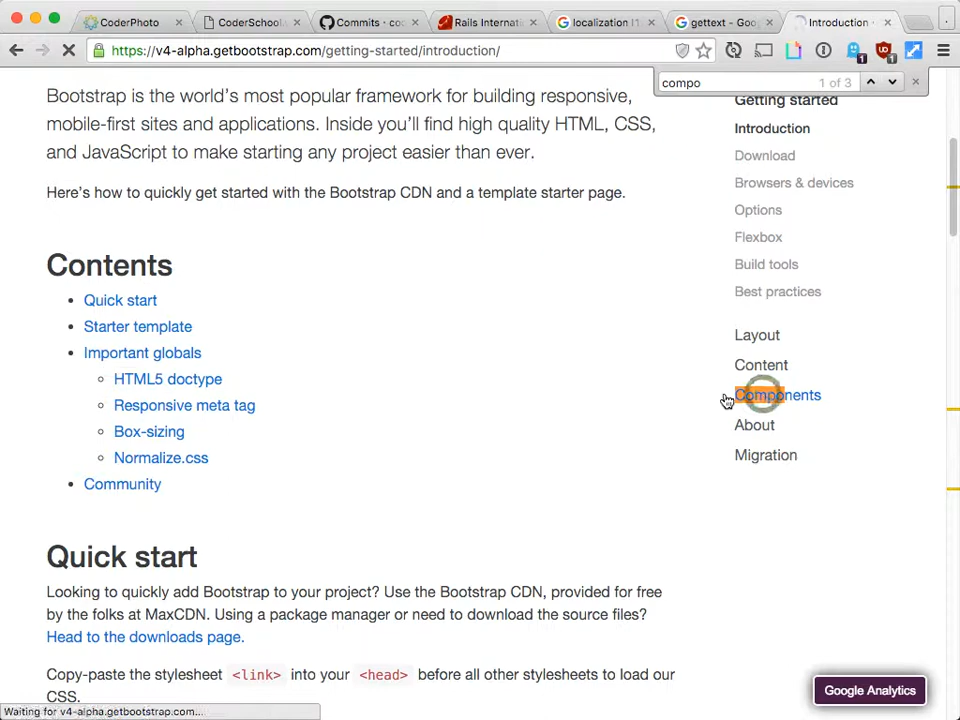 CoderPhoto
CoderSchool
Commits · co
Rails Internati
localization I1
gettext - Goo
Introduction ·
https://v4-alpha.getbootstrap.com/getting-started/introduction/
1
1
compo
1 of 3
Bootstrap is the world's most popular framework for building responsive,
mobile-first sites and applications. Inside you'll find high quality HTML, CSS,
and JavaScript to make starting any project easier than ever.
Here's how to quickly get started with the Bootstrap CDN and a template starter page.
Contents
Quick start
Starter template
Important globals
HTML5 doctype
Responsive meta tag
Box-sizing
Normalize.css
Community
Quick start
Looking to quickly add Bootstrap to your project? Use the Bootstrap CDN, provided for free
by the folks at MaxCDN. Using a package manager or need to download the source files?
Head to the downloads page.
Copy-paste the stylesheet <link> into your <head> before all other stylesheets to load our
CSS.
Getting started
Introduction
Download
Browsers & devices
Options
Flexbox
Build tools
Best practices
Layout
Content
Components
About
Migration
Google Analytics
Waiting for v4-alpha.getbootstrap.com...